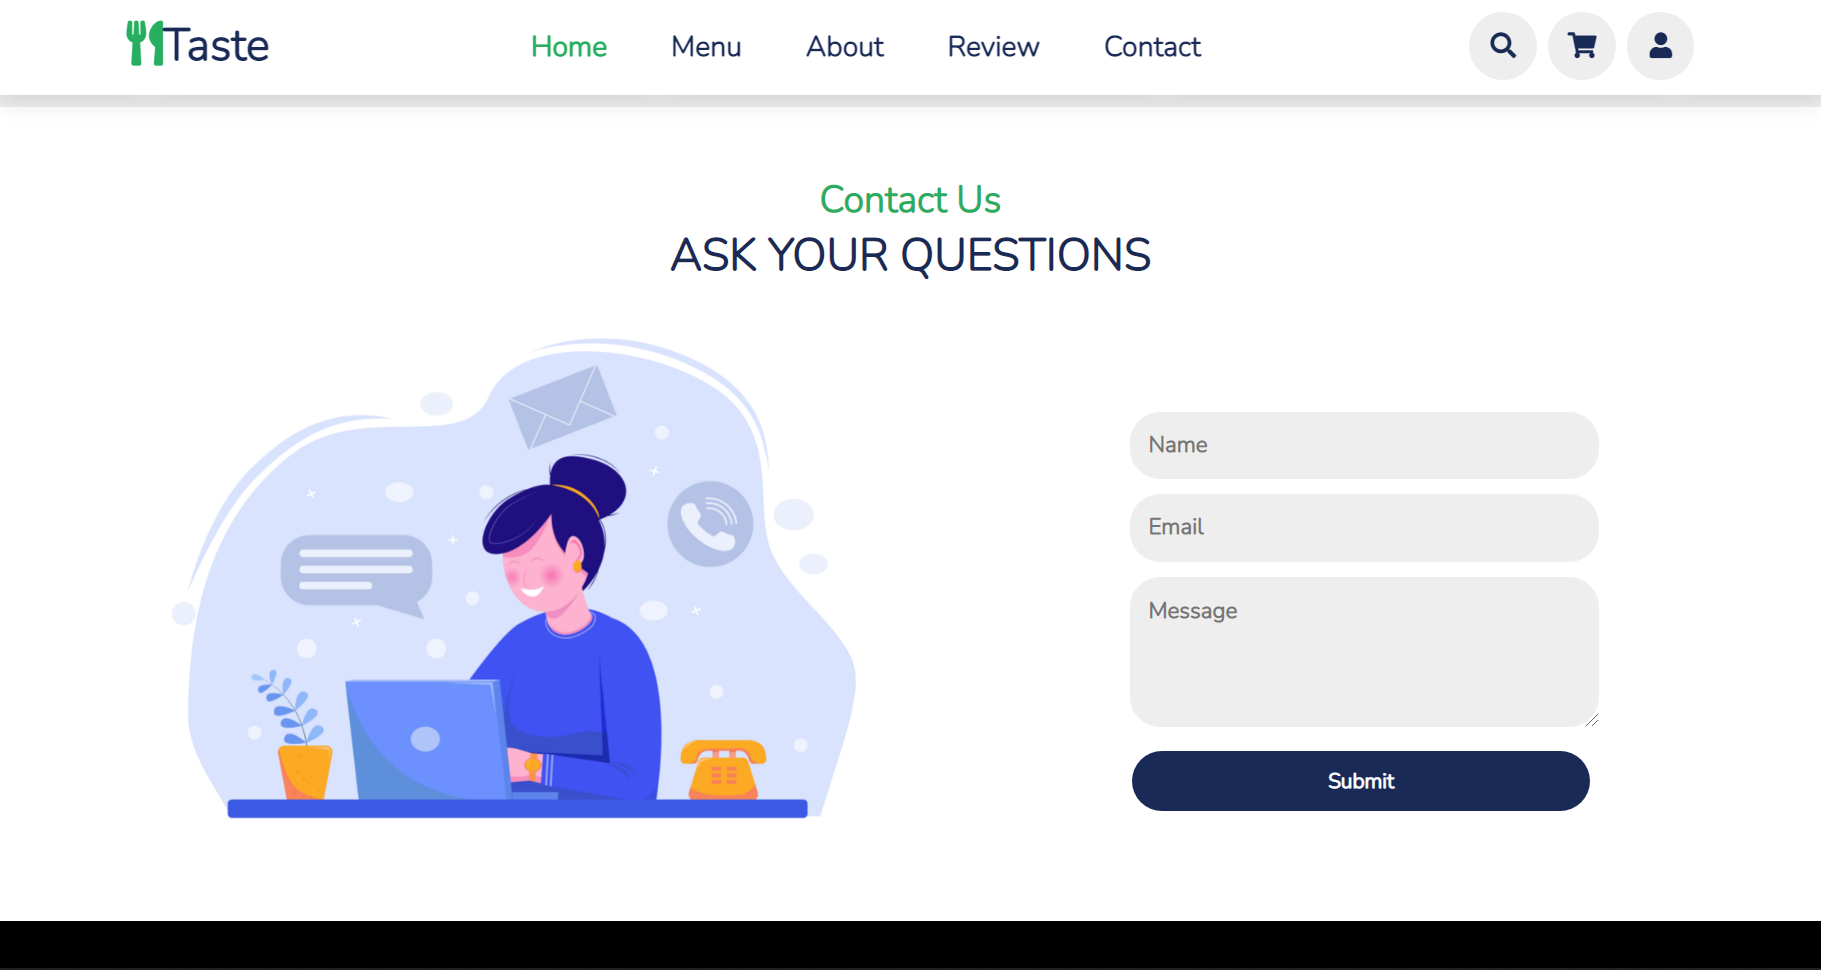 Taste
Home Menu About Review Contact
Contact Us
ASK YOUR QUESTIONS
Name
Email
Message
Submit